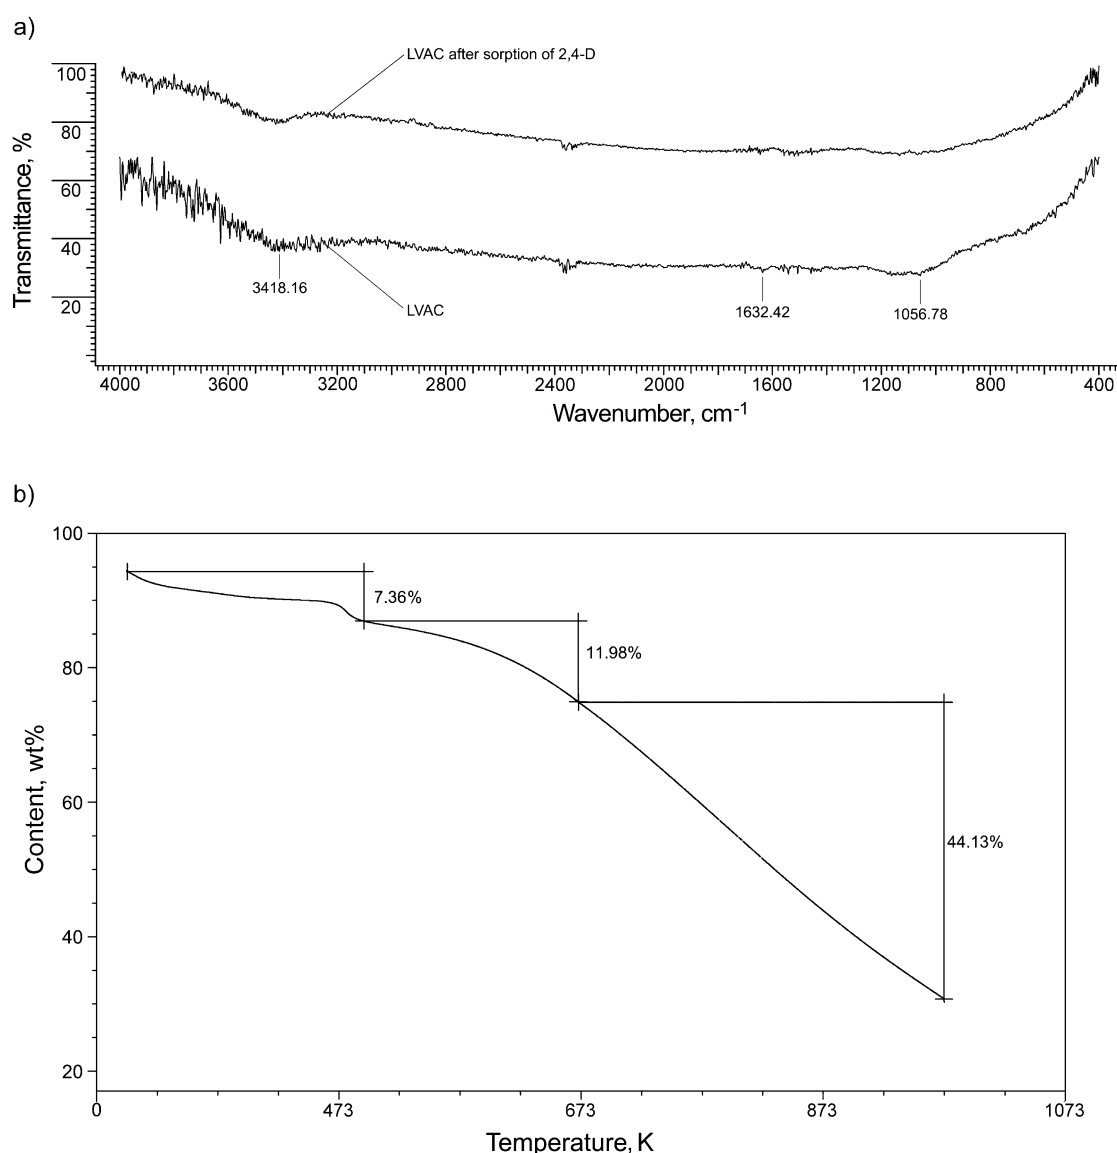 a)
LVAC after sorption of 2,4-D
100
80
60
40
20
Transmittance, %
3418.16
LVAC
1632.42
1056.78
4000 3600 3200 2800 2400 2000 1600 1200 800 400
Wavenumber, cm-1
b)
100
80
60
40
20
Content, wt%
7.36%
11.98%
44.13%
0 473 673 873 1073
Temperature, K